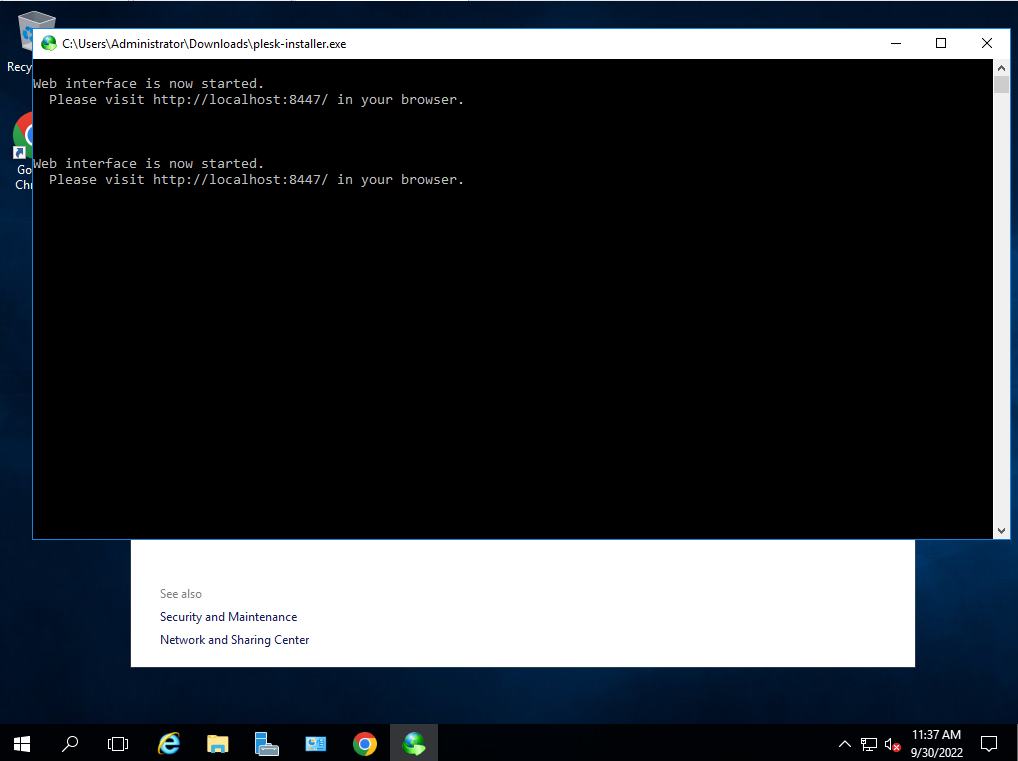 C:\Users\Administrator\Downloads\plesk-installer.exe
Recy
Web interface is now started.
  Please visit http://localhost:8447/ in your browser.
Web interface is now started.
  Please visit http://localhost:8447/ in your browser.
Go
Chr
See also
Security and Maintenance
Network and Sharing Center
11:37 AM
9/30/2022